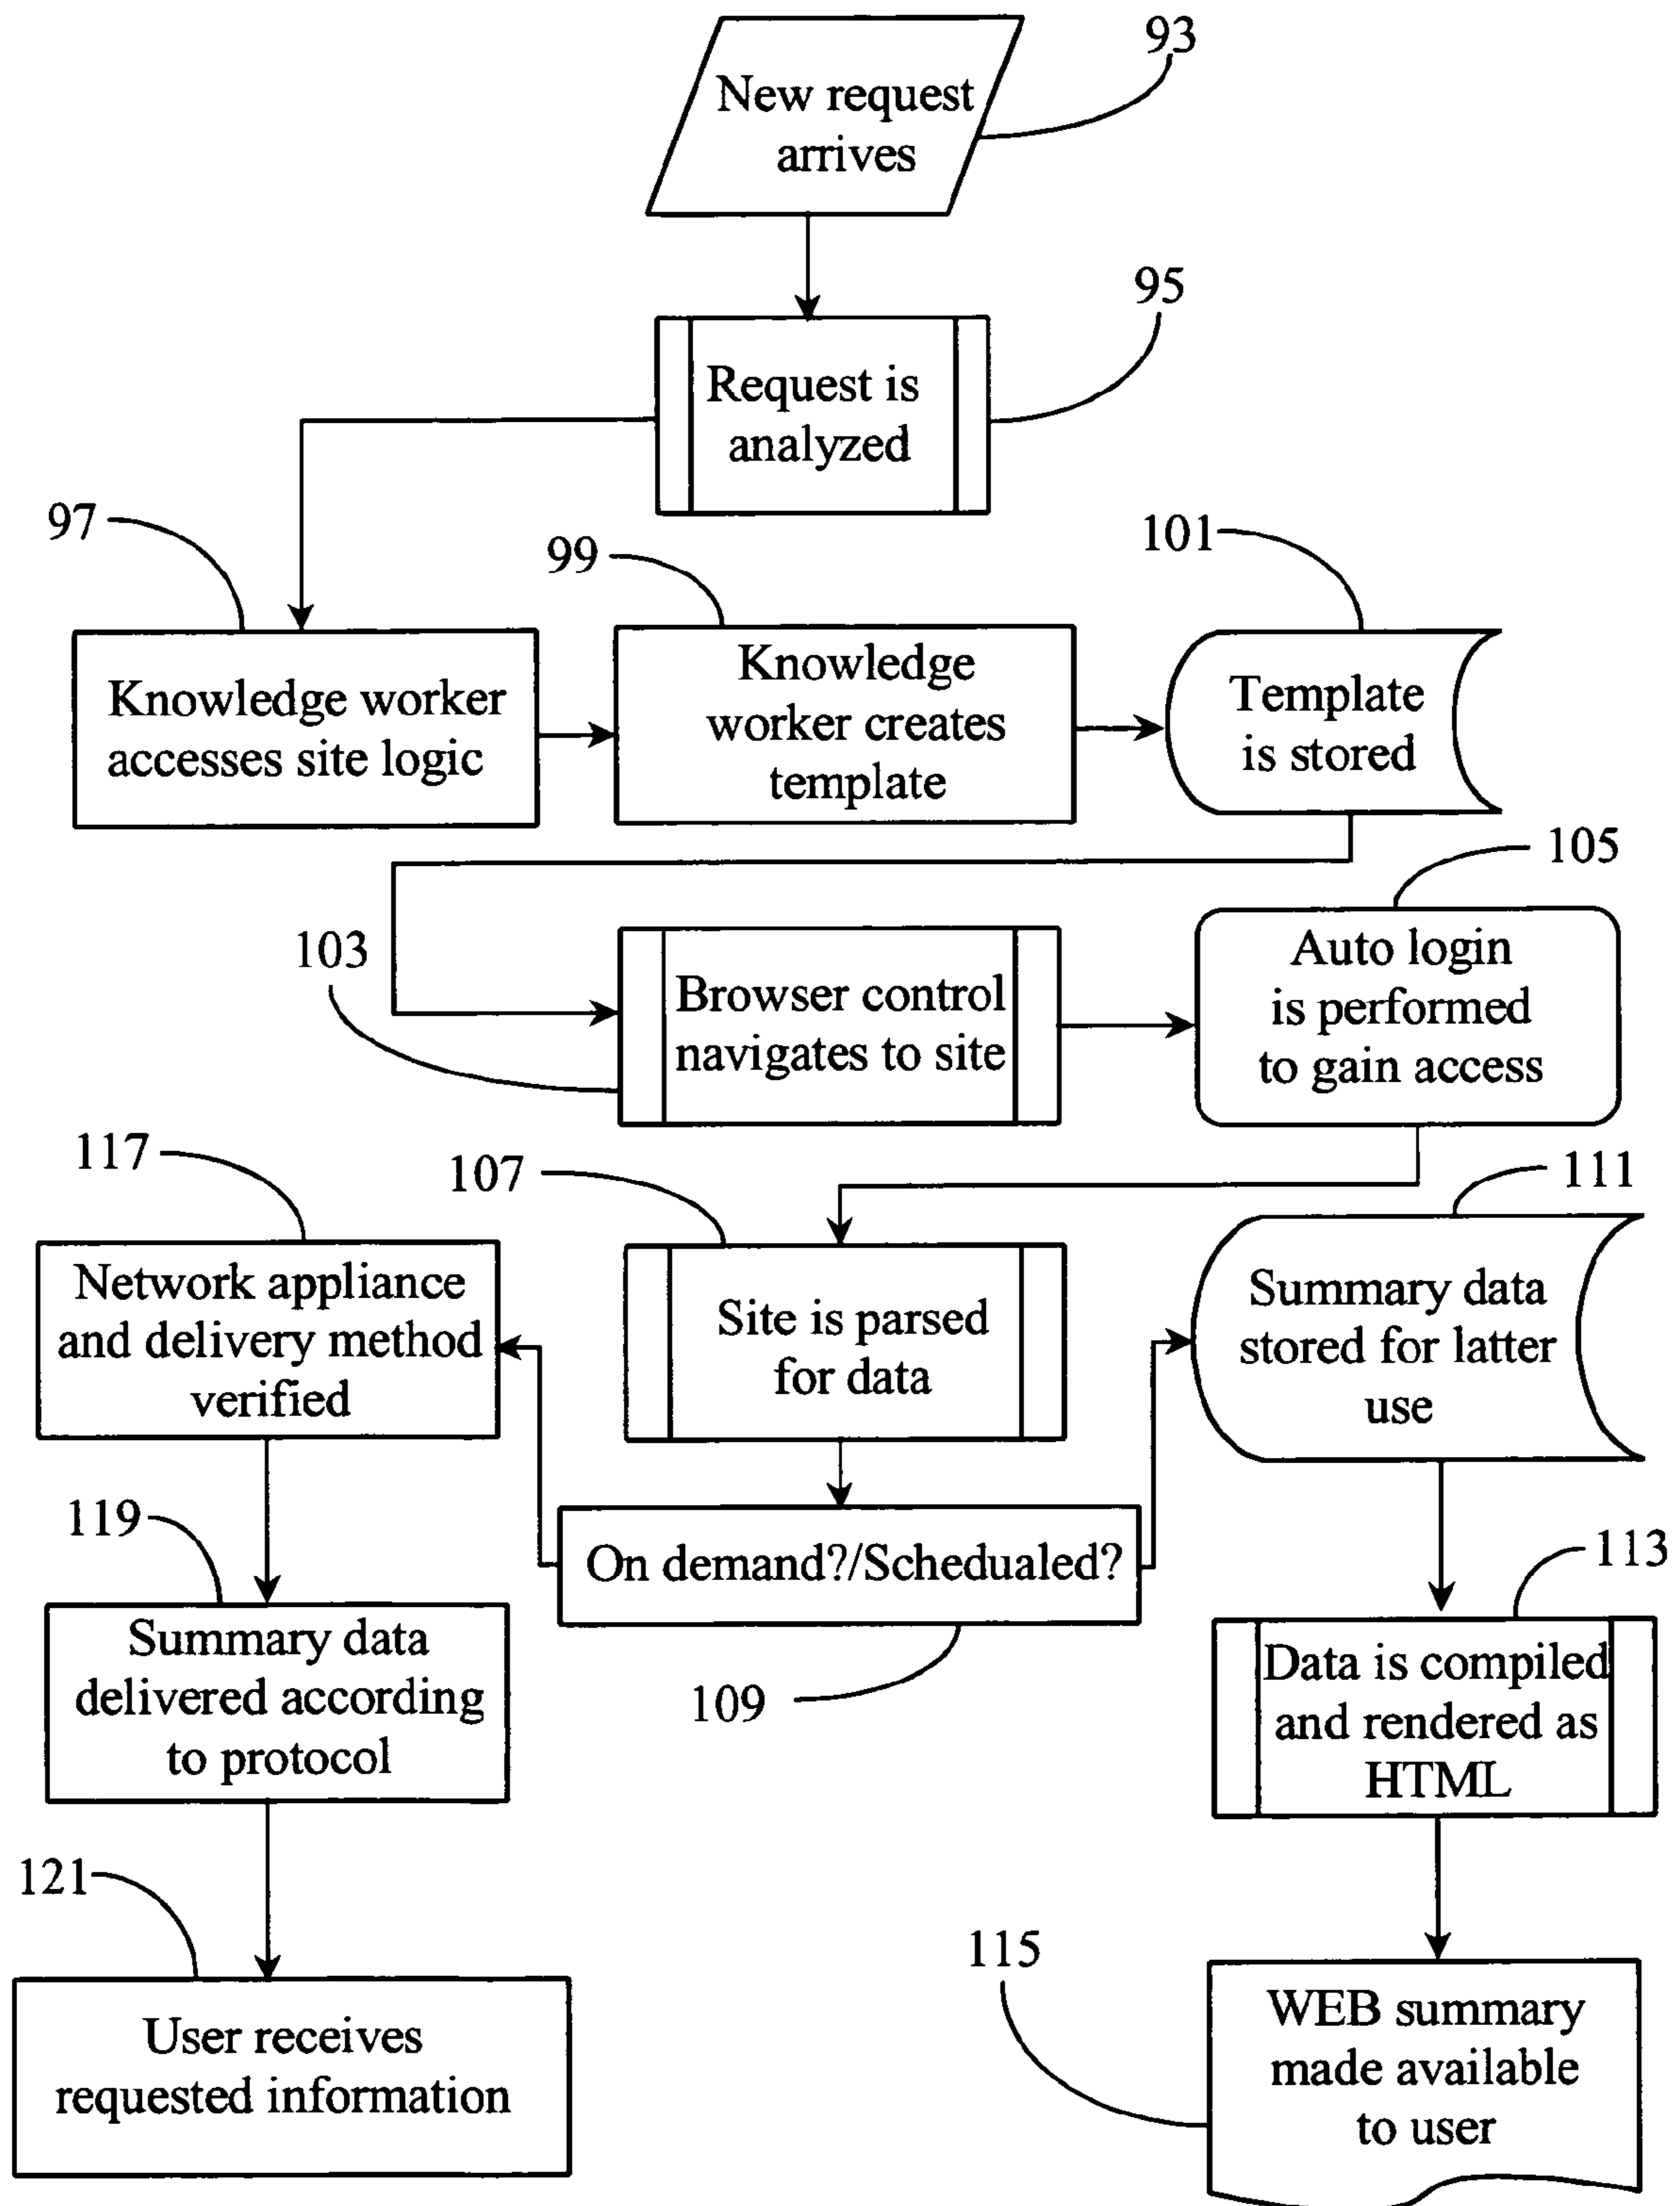 93
New request
arrives
95
Request is
analyzed
97
99
101
Knowledge worker
accesses site logic
Knowledge
worker creates
template
Template
is stored
105
103
Browser control
navigates to site
Auto login
is performed
to gain access
117
107
111
Network appliance
and delivery method
verified
Site is parsed
for data
Summary data
stored for latter
use
119
On demand?/Schedualed?
113
Summary data
delivered according
to protocol
109
Data is compiled
and rendered as
HTML
121
115
User receives
requested information
WEB summary
made available
to user